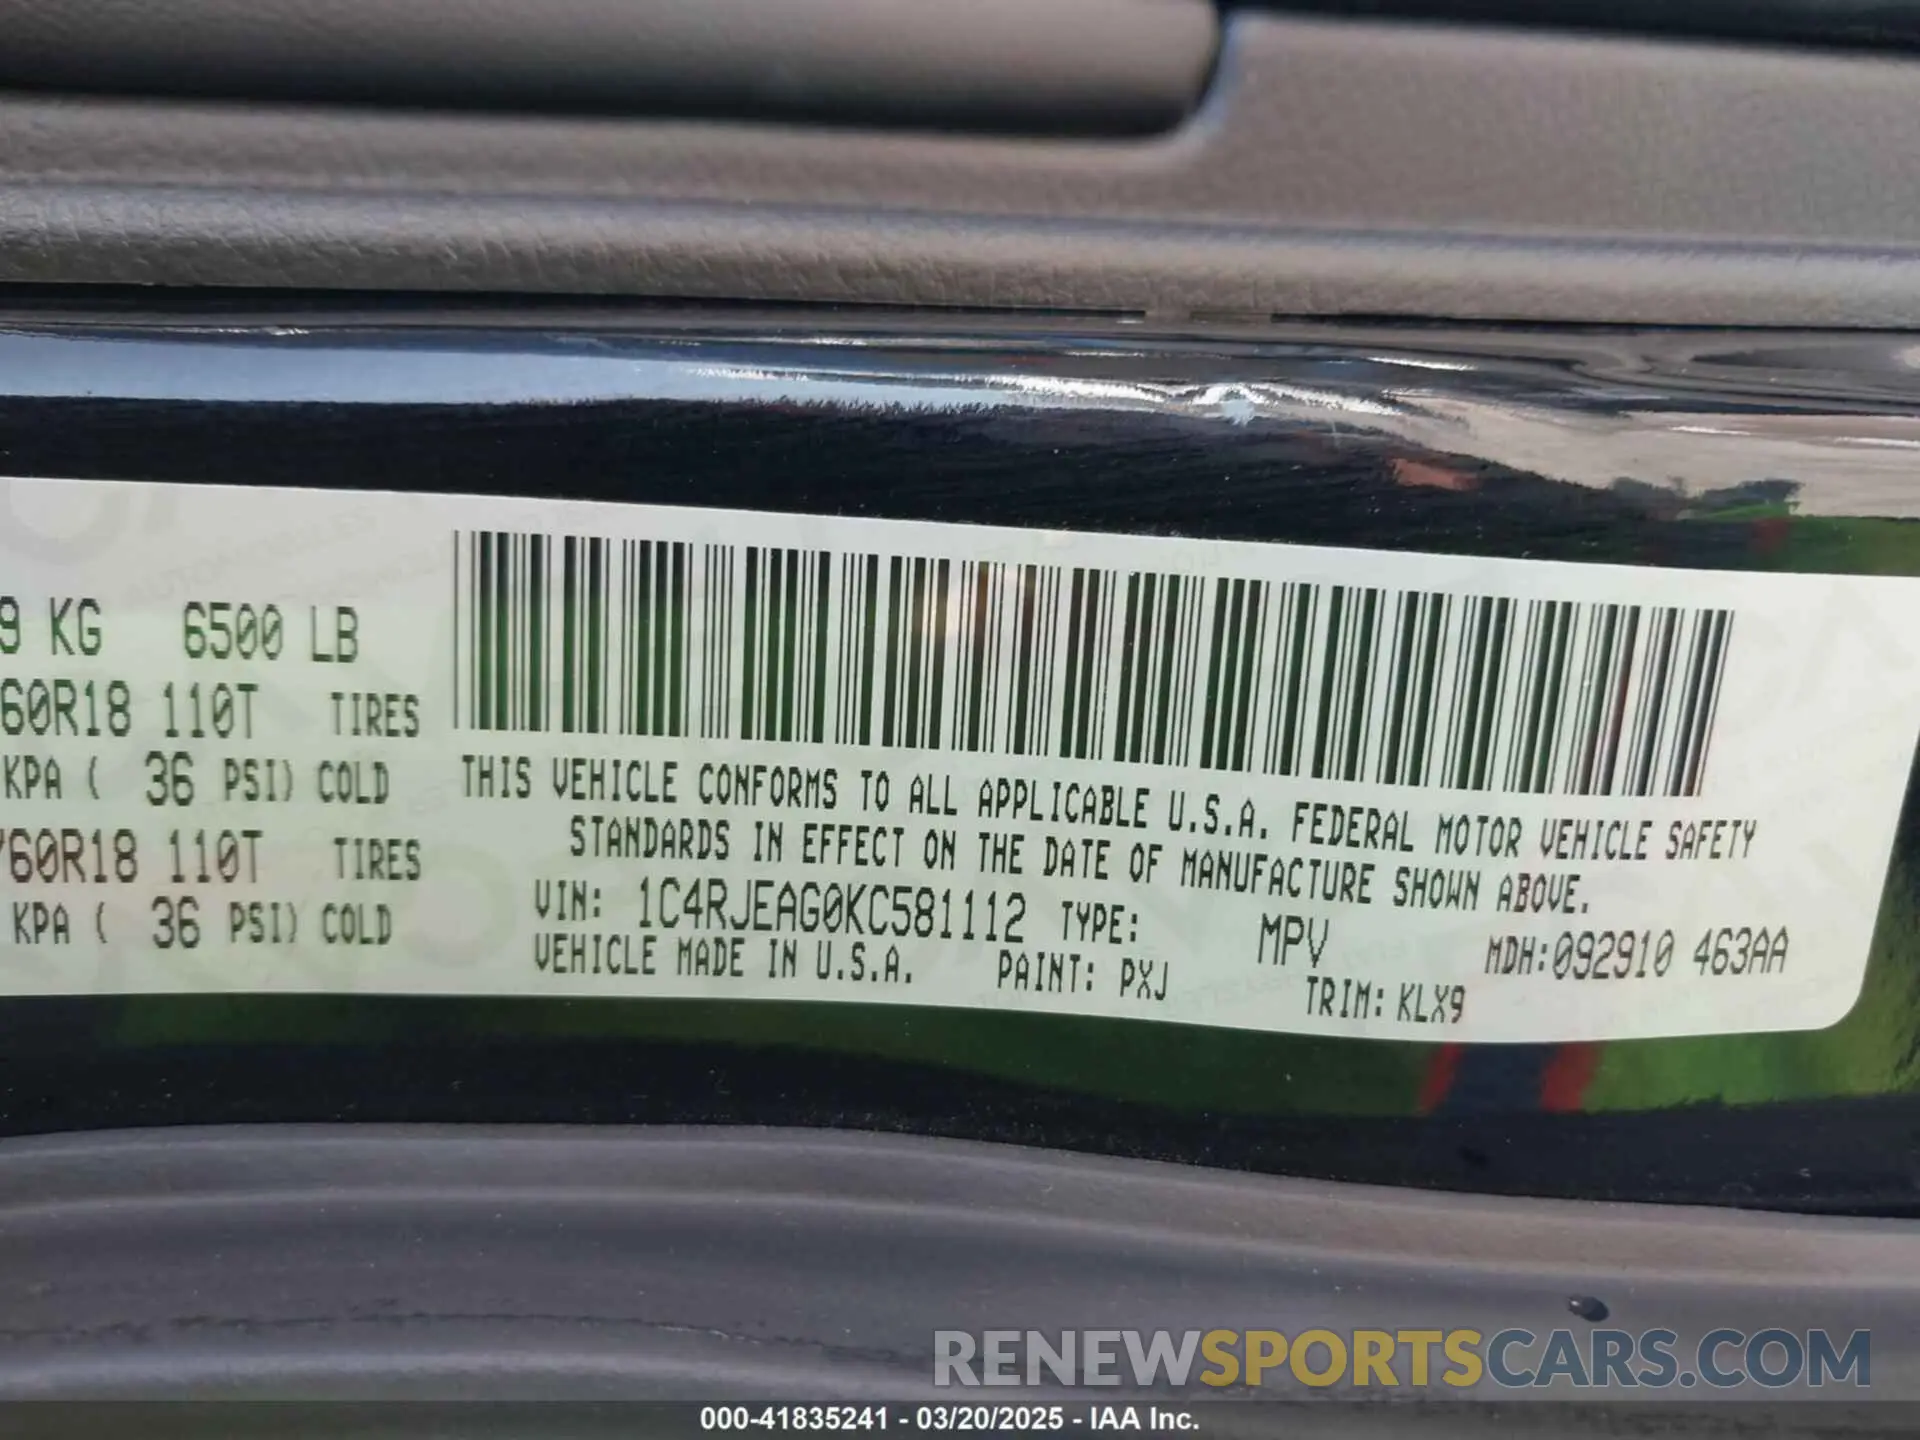 9 KG 6500 LB
60R18 110T TIRES
KPA ( 36 PSI) COLD
/60R18 110T TIRES
KPA ( 36 PSI) COLD
THIS VEHICLE CONFORMS TO ALL APPLICABLE U.S.A. FEDERAL MOTOR VEHICLE SAFETY
STANDARDS IN EFFECT ON THE DATE OF MANUFACTURE SHOWN ABOVE.
VIN: 1C4RJEAG0KC581112 TYPE: MPV MDH:092910 463AA
VEHICLE MADE IN U.S.A. PAINT: PXJ TRIM: KLX9
RENEWSPORTSCARS.COM
000-41835241 - 03/20/2025 - IAA Inc.